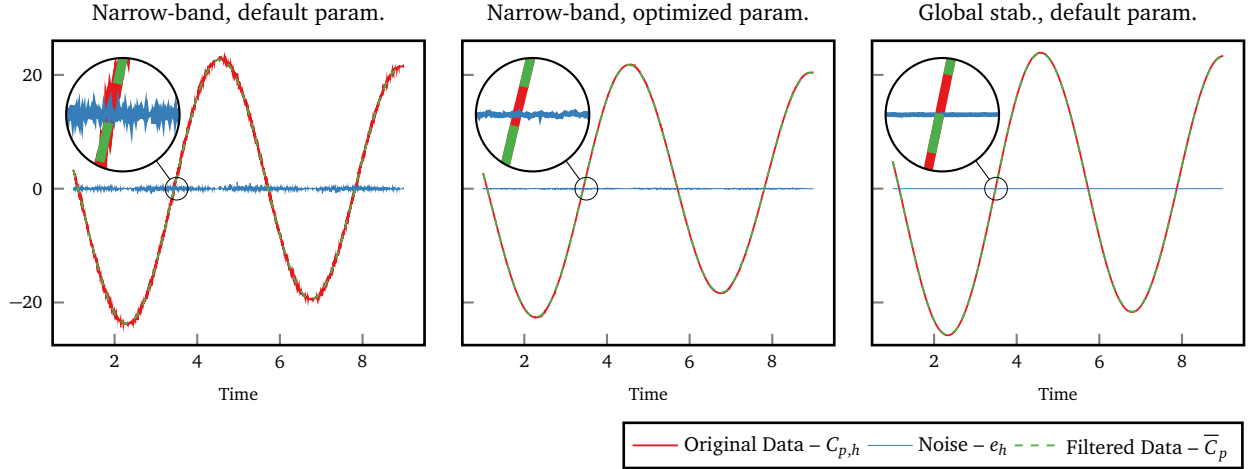 Narrow-band, default param.
Narrow-band, optimized param.
Global stab., default param.
20
0
−20
2 4 6 8
2 4 6 8
2 4 6 8
Time
Time
Time
Original Data – C_{p,h} Noise – e_h Filtered Data – \overline{C}_p